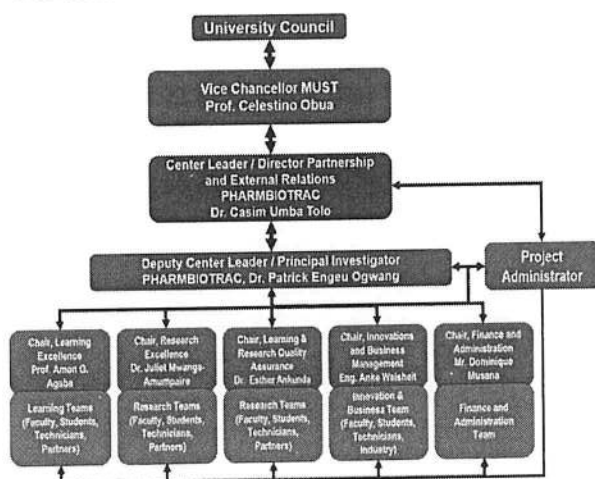 University Council
Vice Chancellor MUST
Prof. Celestino Obua
Center Leader / Director Partnership
and External Relations
PHARMBIOTRAC
Dr. Casim Umba Tolo
Deputy Center Leader / Principal Investigator
PHARMBIOTRAC, Dr. Patrick Engeu Ogwang
Project
Administrator
Chair, Learning
Excellence
Prof. Amon G.
Agaba
Chair, Research
Excellence
Dr. Juliet Mwanga-
Amumpaire
Chair, Learning &
Research Quality
Assurance
Dr. Esther Ankunda
Chair, Innovations
and Business
Management
Eng. Anke Weisheit
Chair, Finance and
Administration
Mr. Dominique
Musana
Learning Teams
(Faculty, Students,
Technicians,
Partners)
Research Teams
(Faculty, Students,
Technicians,
Partners)
Research Teams
(Faculty, Students,
Technicians,
Partners)
Innovation &
Business Team
(Faculty, Students,
Technicians,
Industry)
Finance and
Administration
Team